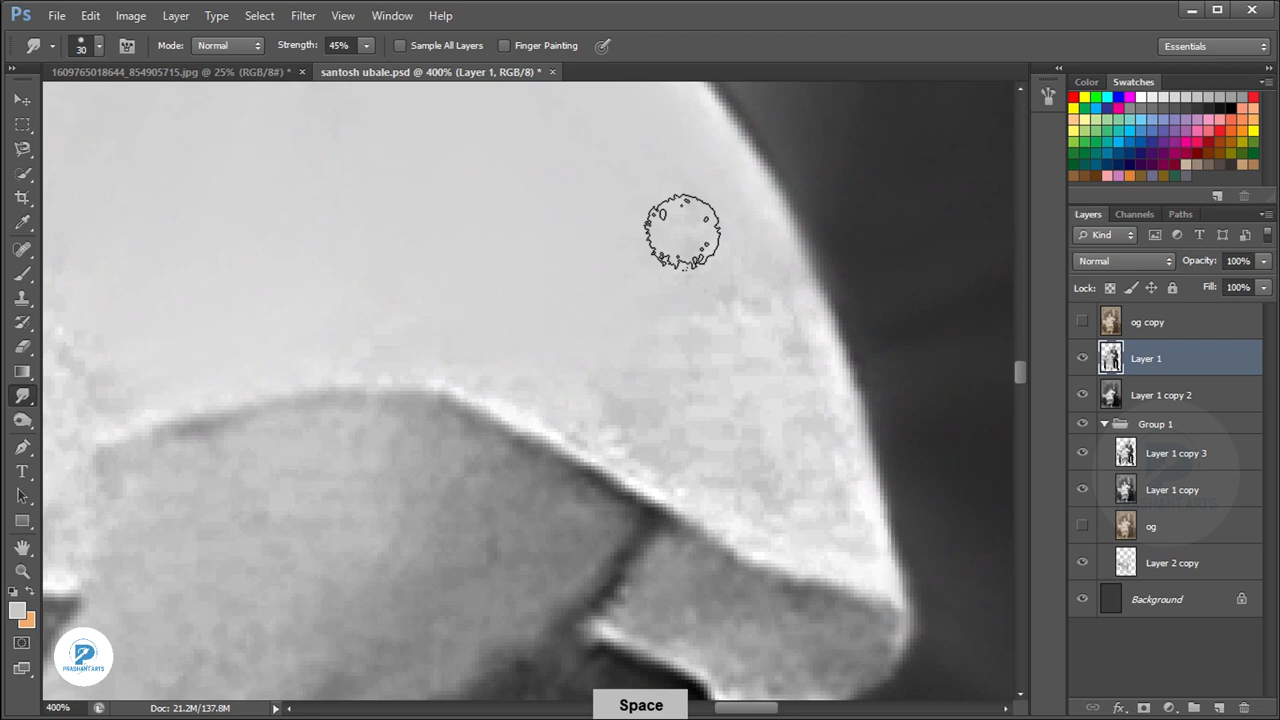 Ps File Edit Image Layer Type Select Filter View Window Help
30 Mode: Normal Strength: 45% Sample All Layers Finger Painting Essentials
1609765018644_854905715.jpg @ 25% (RGB/8#) * × santosh ubale.psd @ 400% (Layer 1, RGB/8) * ×
Color Swatches
Layers Channels Paths
Kind
Normal Opacity: 100%
Lock: Fill: 100%
og copy
Layer 1
Layer 1 copy 2
Group 1
Layer 1 copy 3
Layer 1 copy
og
Layer 2 copy
Background
PRASHANT ARTS
400% Doc: 21.2M/137.8M
Space